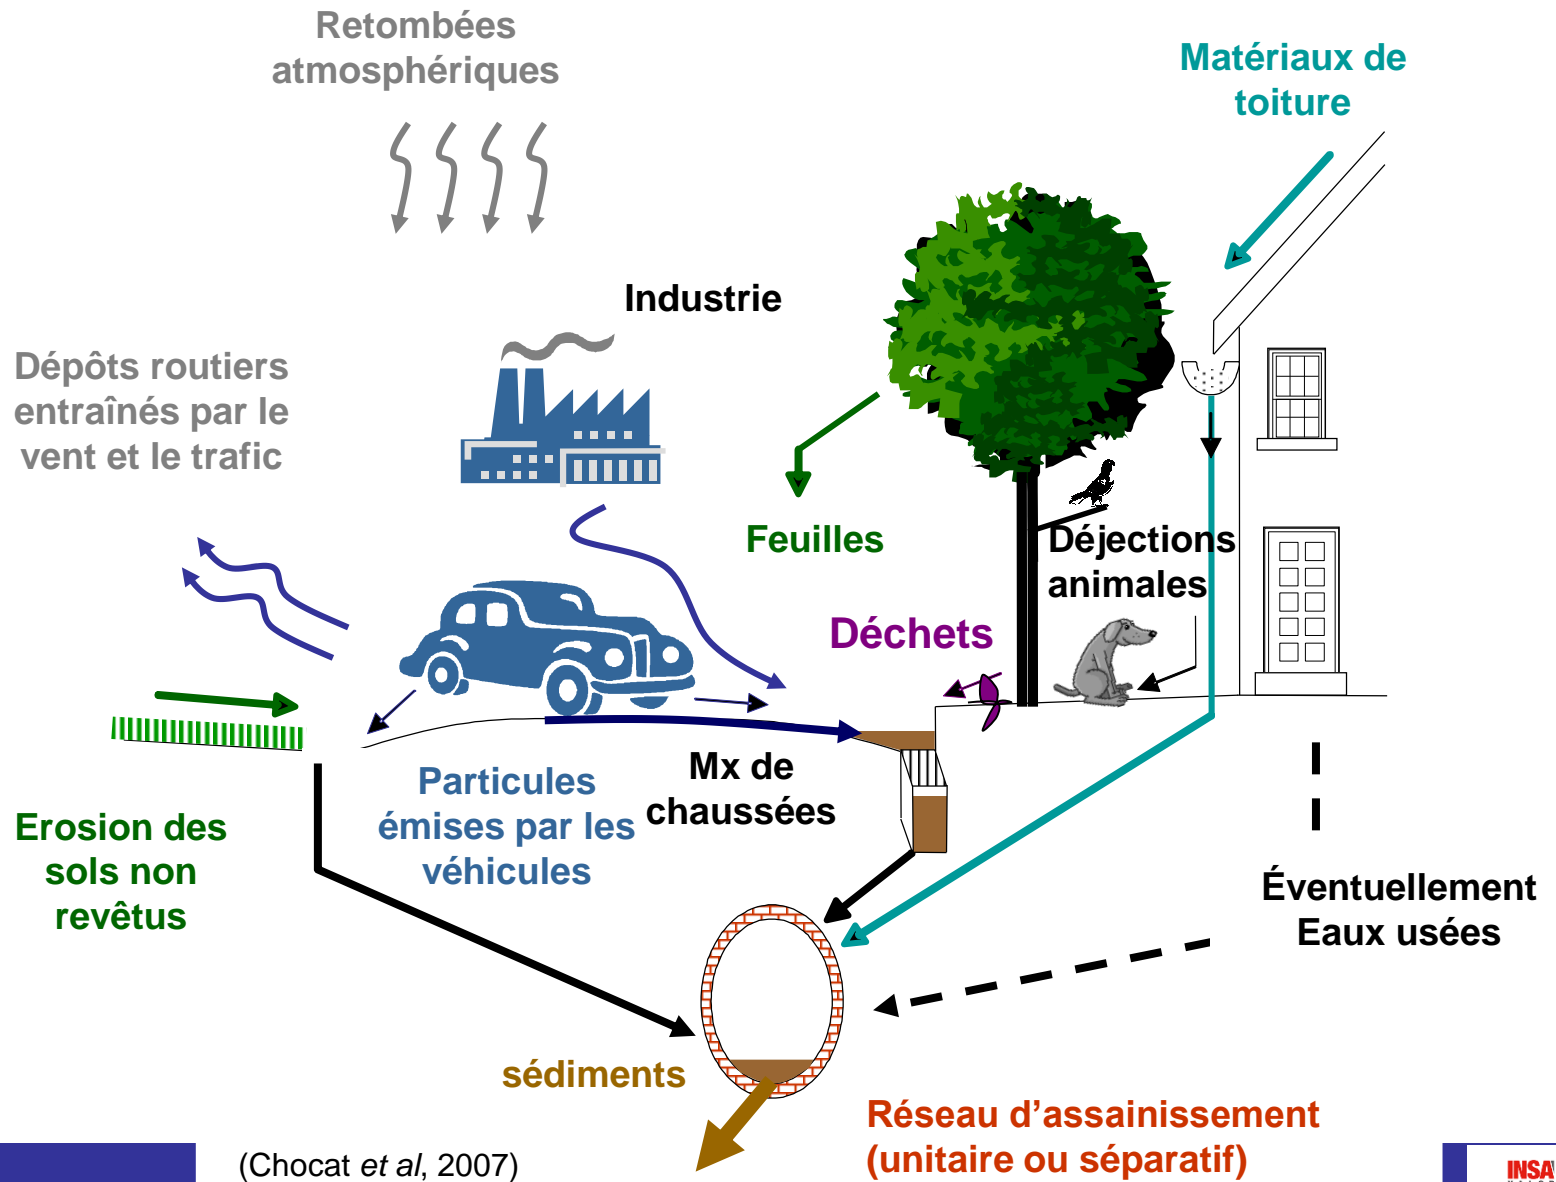 Retombées
atmosphériques
Matériaux de
toiture
Industrie
Dépôts routiers
entraînés par le
vent et le trafic
Feuilles
Déjections
animales
Déchets
Mx de
chaussées
Particules
émises par les
véhicules
Erosion des
sols non
revêtus
Éventuellement
Eaux usées
sédiments
Réseau d’assainissement
(unitaire ou séparatif)
(Chocat et al, 2007)
INSA